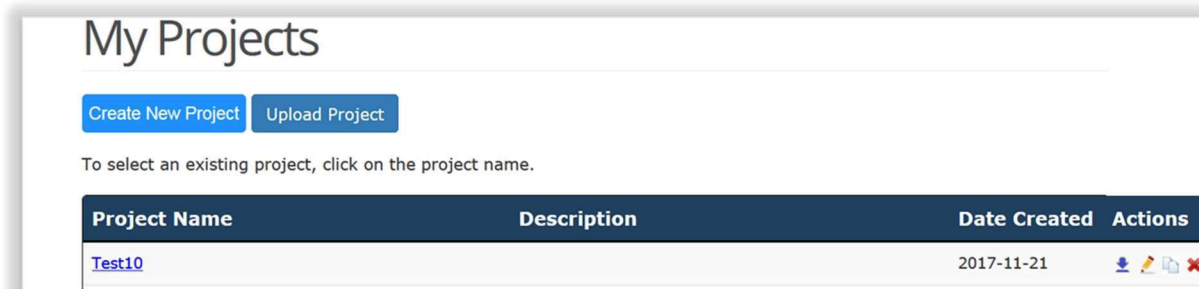 My Projects
Create New Project Upload Project
To select an existing project, click on the project name.
Project Name Description Date Created Actions
Test10 2017-11-21